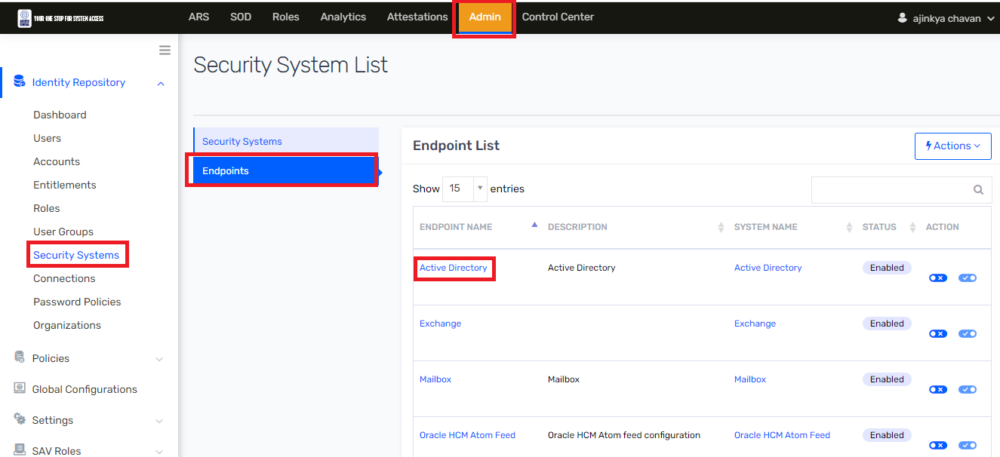 ACCESS CENTRAL YOUR ONE STOP FOR SYSTEM ACCESS
ARS SOD Roles Analytics Attestations Admin Control Center ajinkya chavan
Security System List
Identity Repository
Dashboard
Users
Accounts
Entitlements
Roles
User Groups
Security Systems
Connections
Password Policies
Organizations
Policies
Global Configurations
Settings
SAV Roles
Security Systems
Endpoints
Endpoint List
Actions
Show 15 entries
ENDPOINT NAME DESCRIPTION SYSTEM NAME STATUS ACTION
Active Directory Active Directory Active Directory Enabled
Exchange Exchange Enabled
Mailbox Mailbox Mailbox Enabled
Oracle HCM Atom Feed Oracle HCM Atom feed configuration Oracle HCM Atom Feed Enabled